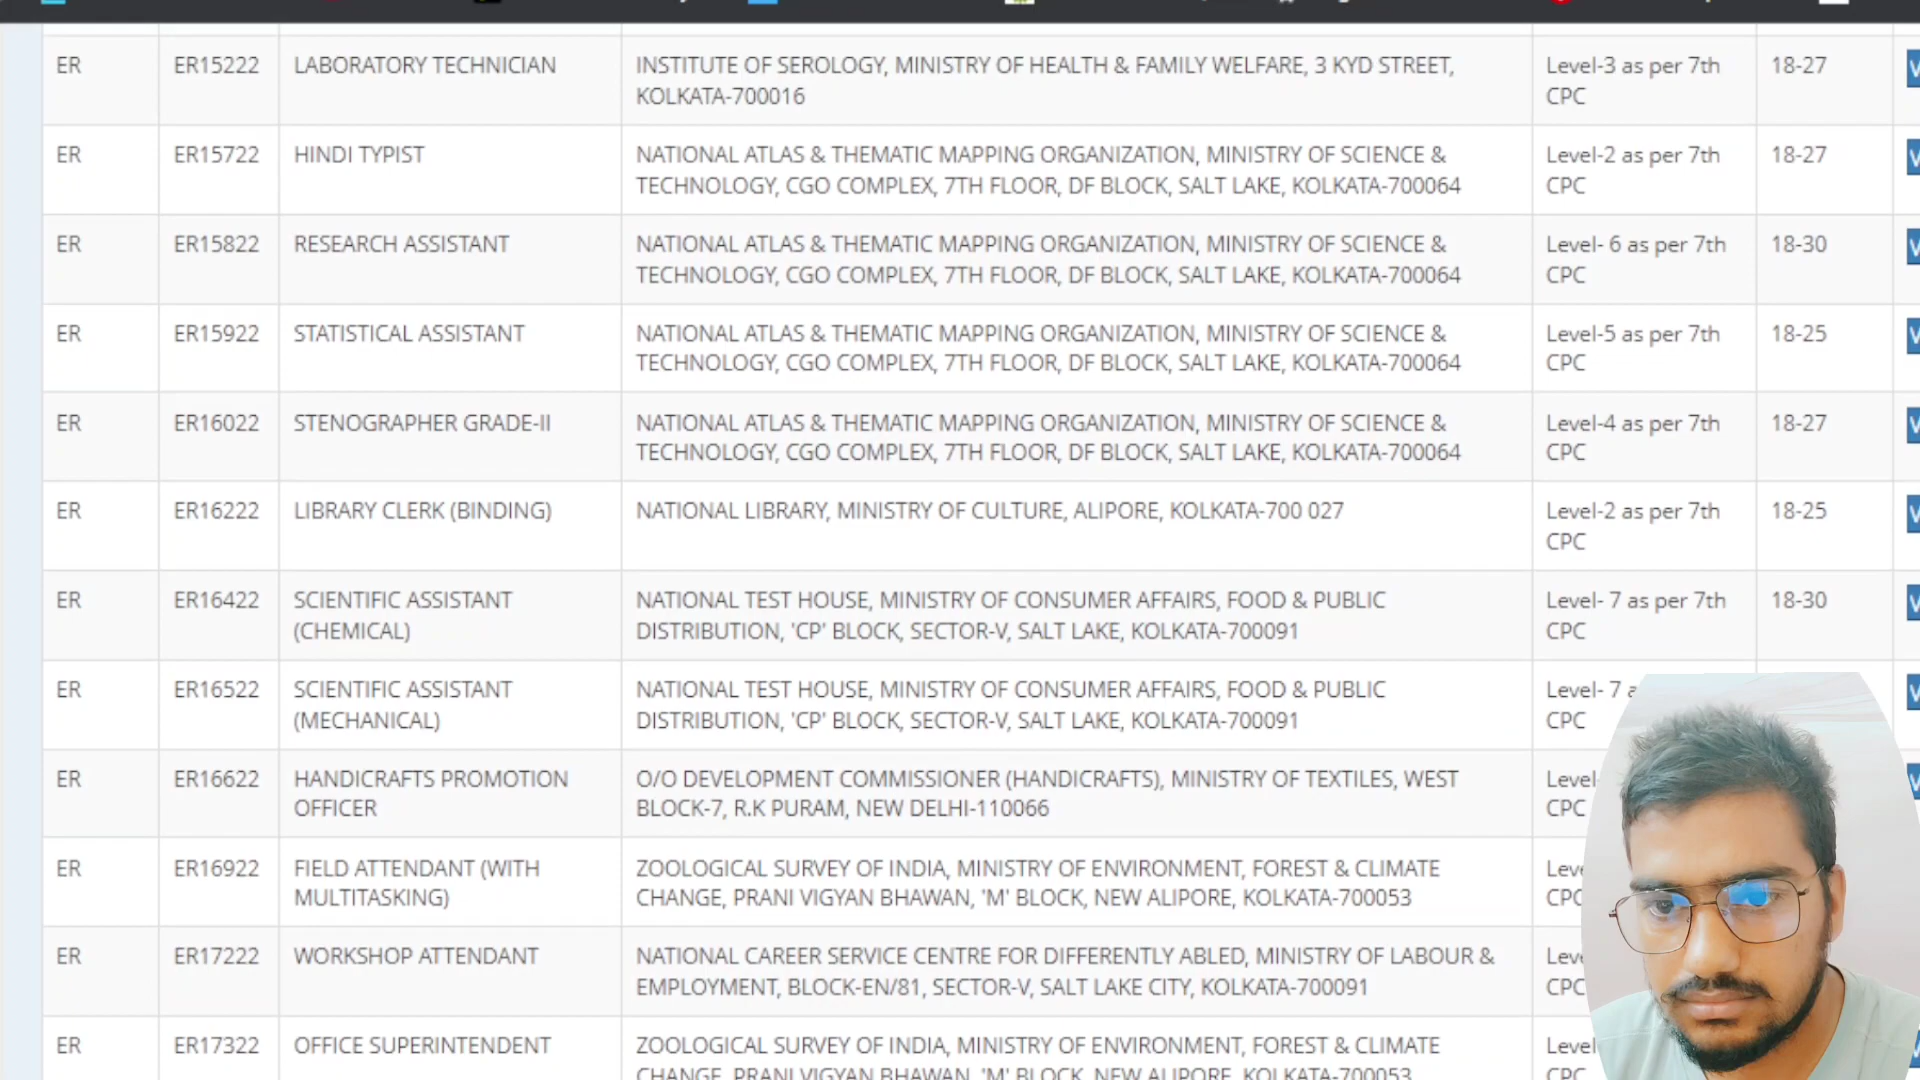 ER ER15222 LABORATORY TECHNICIAN INSTITUTE OF SEROLOGY, MINISTRY OF HEALTH & FAMILY WELFARE, 3 KYD STREET, Level-3 as per 7th 18-27
KOLKATA-700016 CPC
ER ER15722 HINDI TYPIST NATIONAL ATLAS & THEMATIC MAPPING ORGANIZATION, MINISTRY OF SCIENCE & Level-2 as per 7th 18-27
TECHNOLOGY, CGO COMPLEX, 7TH FLOOR, DF BLOCK, SALT LAKE, KOLKATA-700064 CPC
ER ER15822 RESEARCH ASSISTANT NATIONAL ATLAS & THEMATIC MAPPING ORGANIZATION, MINISTRY OF SCIENCE & Level- 6 as per 7th 18-30
TECHNOLOGY, CGO COMPLEX, 7TH FLOOR, DF BLOCK, SALT LAKE, KOLKATA-700064 CPC
ER ER15922 STATISTICAL ASSISTANT NATIONAL ATLAS & THEMATIC MAPPING ORGANIZATION, MINISTRY OF SCIENCE & Level-5 as per 7th 18-25
TECHNOLOGY, CGO COMPLEX, 7TH FLOOR, DF BLOCK, SALT LAKE, KOLKATA-700064 CPC
ER ER16022 STENOGRAPHER GRADE-II NATIONAL ATLAS & THEMATIC MAPPING ORGANIZATION, MINISTRY OF SCIENCE & Level-4 as per 7th 18-27
TECHNOLOGY, CGO COMPLEX, 7TH FLOOR, DF BLOCK, SALT LAKE, KOLKATA-700064 CPC
ER ER16222 LIBRARY CLERK (BINDING) NATIONAL LIBRARY, MINISTRY OF CULTURE, ALIPORE, KOLKATA-700 027 Level-2 as per 7th 18-25
CPC
ER ER16422 SCIENTIFIC ASSISTANT NATIONAL TEST HOUSE, MINISTRY OF CONSUMER AFFAIRS, FOOD & PUBLIC Level- 7 as per 7th 18-30
(CHEMICAL) DISTRIBUTION, 'CP' BLOCK, SECTOR-V, SALT LAKE, KOLKATA-700091 CPC
ER ER16522 SCIENTIFIC ASSISTANT NATIONAL TEST HOUSE, MINISTRY OF CONSUMER AFFAIRS, FOOD & PUBLIC Level- 7
(MECHANICAL) DISTRIBUTION, 'CP' BLOCK, SECTOR-V, SALT LAKE, KOLKATA-700091 CPC
ER ER16622 HANDICRAFTS PROMOTION O/O DEVELOPMENT COMMISSIONER (HANDICRAFTS), MINISTRY OF TEXTILES, WEST Level
OFFICER BLOCK-7, R.K PURAM, NEW DELHI-110066 CPC
ER ER16922 FIELD ATTENDANT (WITH ZOOLOGICAL SURVEY OF INDIA, MINISTRY OF ENVIRONMENT, FOREST & CLIMATE
MULTITASKING) CHANGE, PRANI VIGYAN BHAWAN, 'M' BLOCK, NEW ALIPORE, KOLKATA-700053
ER ER17222 WORKSHOP ATTENDANT NATIONAL CAREER SERVICE CENTRE FOR DIFFERENTLY ABLED, MINISTRY OF LABOUR &
EMPLOYMENT, BLOCK-EN/81, SECTOR-V, SALT LAKE CITY, KOLKATA-700091
ER ER17322 OFFICE SUPERINTENDENT ZOOLOGICAL SURVEY OF INDIA, MINISTRY OF ENVIRONMENT, FOREST & CLIMATE Level
CHANGE, PRANI VIGYAN BHAWAN, 'M' BLOCK, NEW ALIPORE, KOLKATA-700053